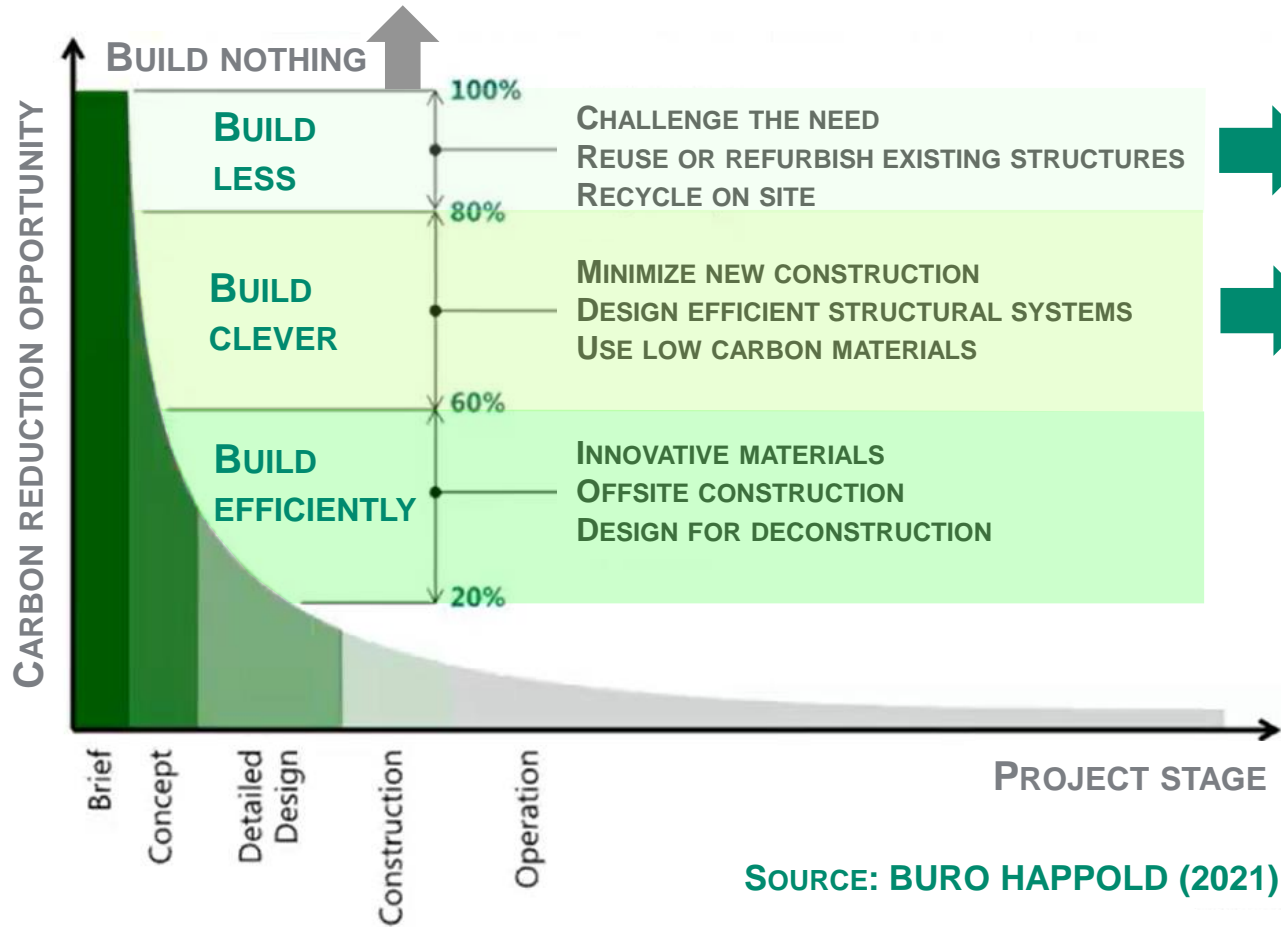 BUILD NOTHING
CARBON REDUCTION OPPORTUNITY
100%
BUILD
LESS
CHALLENGE THE NEED
REUSE OR REFURBISH EXISTING STRUCTURES
RECYCLE ON SITE
80%
BUILD
CLEVER
MINIMIZE NEW CONSTRUCTION
DESIGN EFFICIENT STRUCTURAL SYSTEMS
USE LOW CARBON MATERIALS
60%
BUILD
EFFICIENTLY
INNOVATIVE MATERIALS
OFFSITE CONSTRUCTION
DESIGN FOR DECONSTRUCTION
20%
Brief
Concept
Detailed
Design
Construction
Operation
PROJECT STAGE
SOURCE: BURO HAPPOLD (2021)